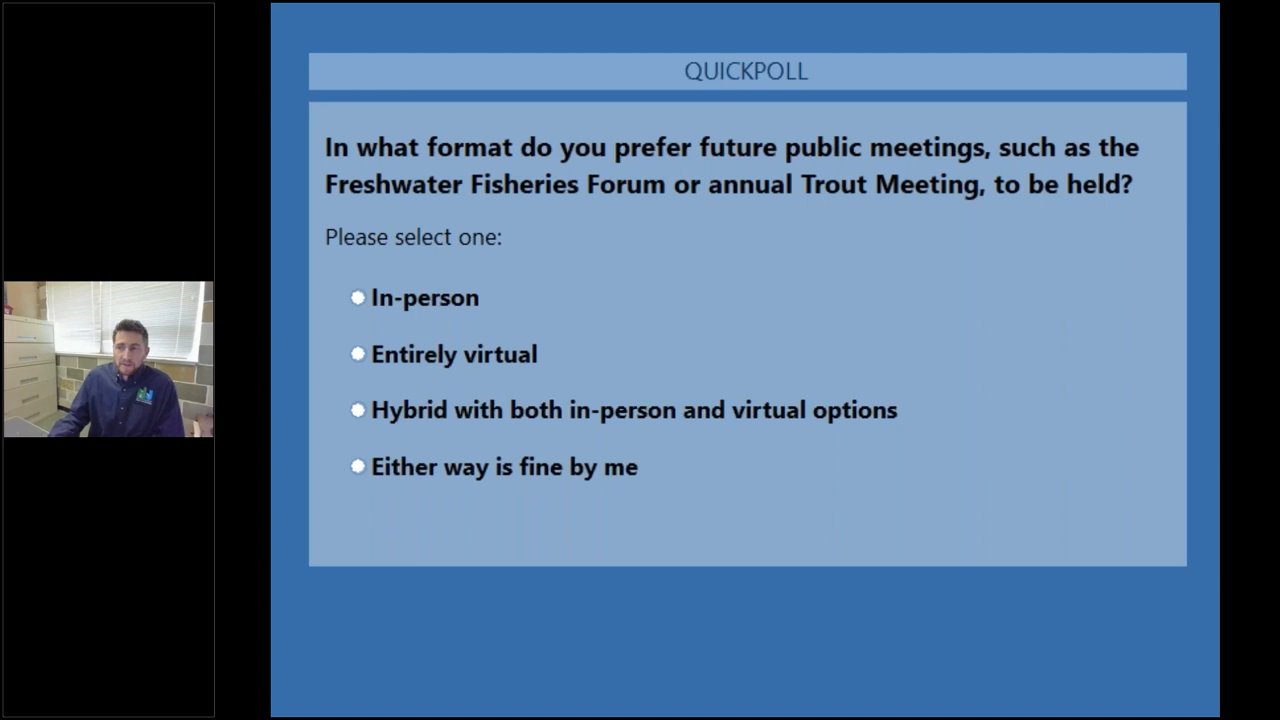 QUICKPOLL
In what format do you prefer future public meetings, such as the
Freshwater Fisheries Forum or annual Trout Meeting, to be held?
Please select one:
In-person
Entirely virtual
Hybrid with both in-person and virtual options
Either way is fine by me